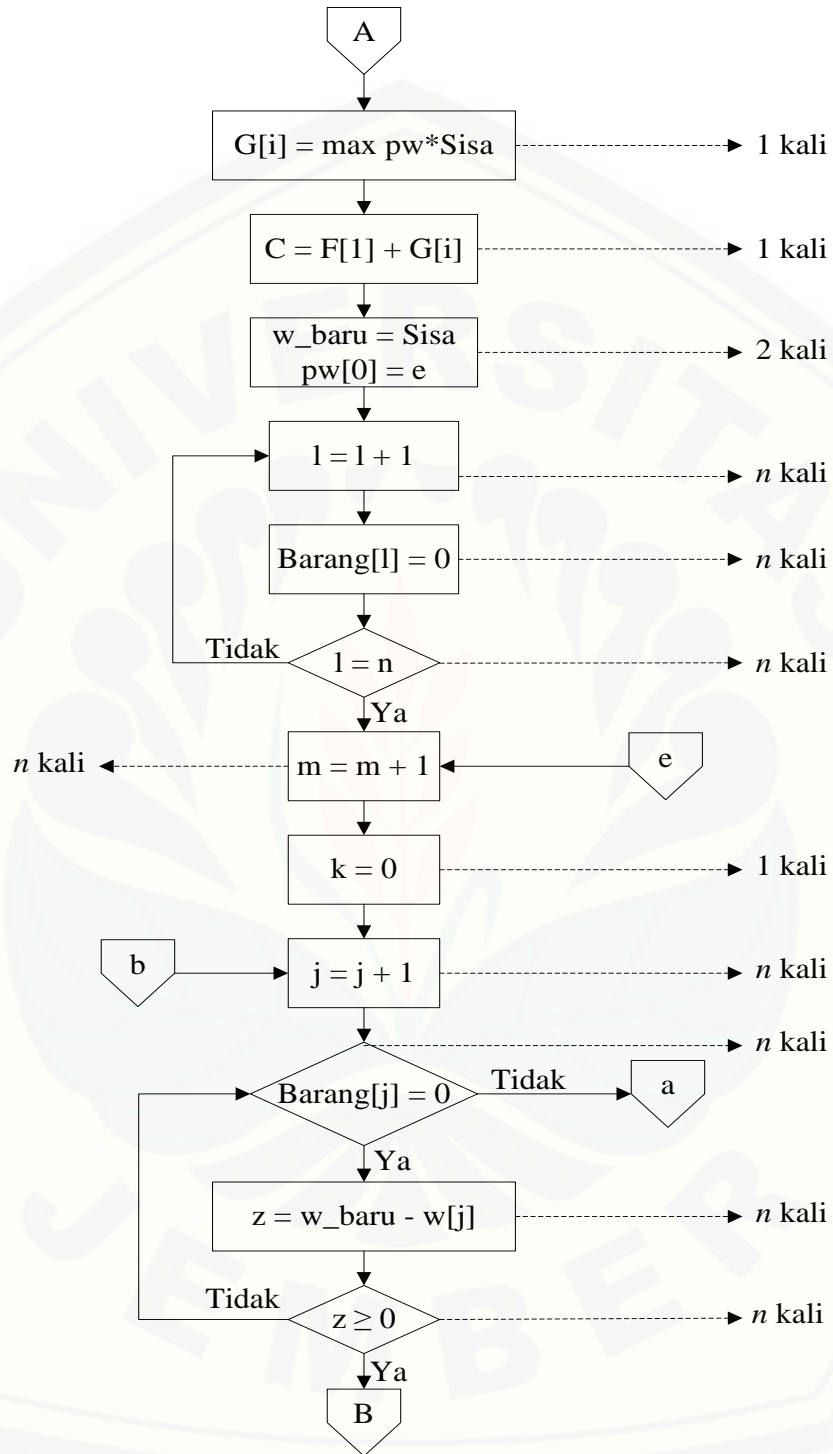 A
G[i] = max pw*Sisa
1 kali
C = F[1] + G[i]
1 kali
w_baru = Sisa
pw[0] = e
2 kali
l = l + 1
n kali
Barang[l] = 0
n kali
Tidak
l = n
n kali
Ya
n kali
m = m + 1
e
k = 0
1 kali
b
j = j + 1
n kali
n kali
Barang[j] = 0
Tidak
a
Ya
z = w_baru - w[j]
n kali
Tidak
z ≥ 0
n kali
Ya
B
UNIVERSITAS
JEMBER